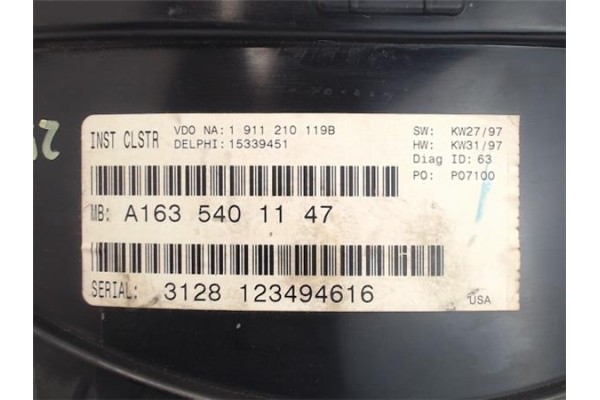 INST CLSTR
VDO NA: 1 911 210 119B
DELPHI: 15339451
SW: KW27/97
HW: KW31/97
Diag ID: 63
PO: P07100
MB: A163 540 11 47
SERIAL: 3128 123494616
USA